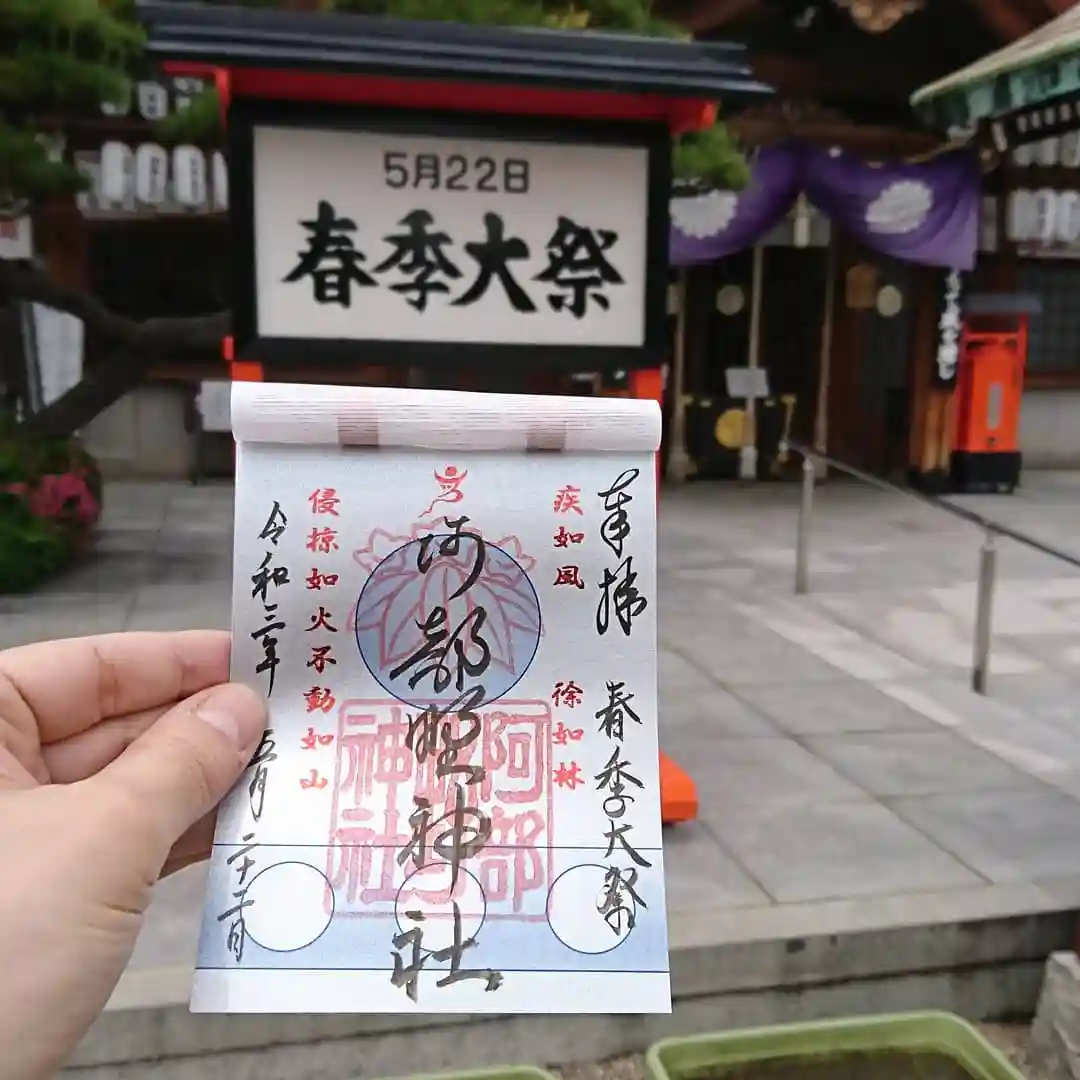 5月22日
春季大祭
奉拝 春季大祭
疾如風 徐如林
阿部野神社
侵掠如火不動如山
令和三年 五月 二十二日
阿部
神社